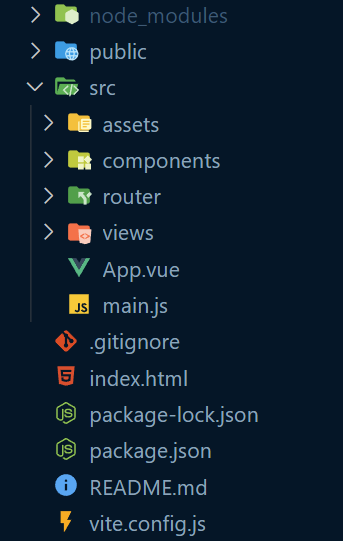 node_modules
public
src
assets
components
router
views
App.vue
main.js
.gitignore
index.html
package-lock.json
package.json
README.md
vite.config.js